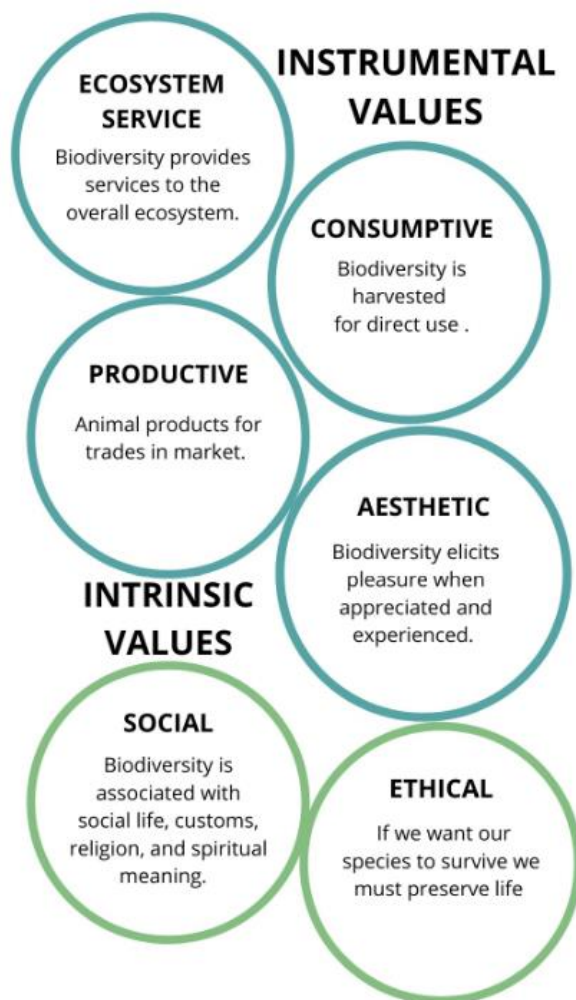 ECOSYSTEM
SERVICE
Biodiversity provides
services to the
overall ecosystem.
INSTRUMENTAL
VALUES
CONSUMPTIVE
Biodiversity is
harvested
for direct use .
PRODUCTIVE
Animal products for
trades in market.
AESTHETIC
Biodiversity elicits
pleasure when
appreciated and
experienced.
INTRINSIC
VALUES
SOCIAL
Biodiversity is
associated with
social life, customs,
religion, and spiritual
meaning.
ETHICAL
If we want our
species to survive we
must preserve life